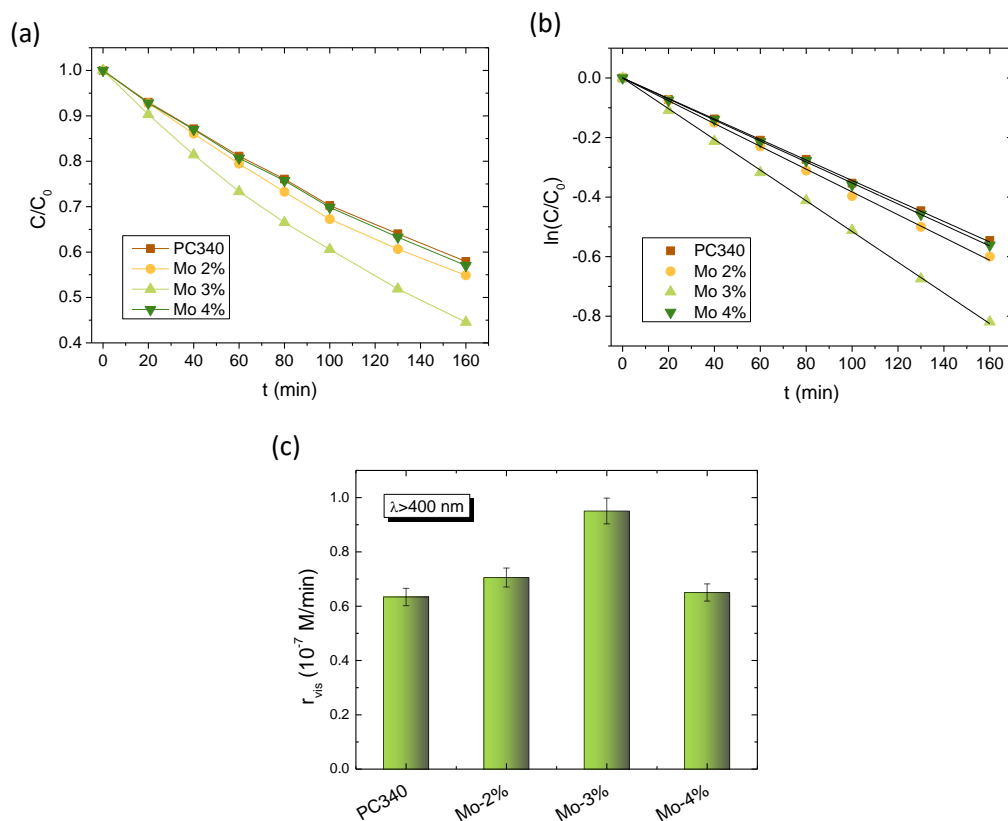 (a)
C/C0
1.0
0.9
0.8
0.7
0.6
0.5
0.4
PC340
Mo 2%
Mo 3%
Mo 4%
0 20 40 60 80 100 120 140 160
t (min)
(b)
ln(C/C0)
0.0
-0.2
-0.4
-0.6
-0.8
PC340
Mo 2%
Mo 3%
Mo 4%
0 20 40 60 80 100 120 140 160
t (min)
(c)
rvis (10-7 M/min)
λ>400 nm
1.0
0.8
0.6
0.4
0.2
0.0
PC340 Mo-2% Mo-3% Mo-4%